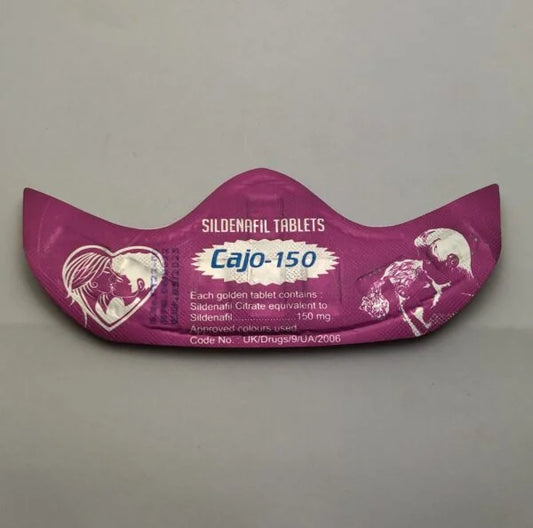 SILDENAFIL TABLETS
Cajo-150
Each golden tablet contains :
Sildenafil Citrate equivalent to
Sildenafil......................150 mg.
Approved colours used
Code No. : UK/Drugs/9/UA/2006